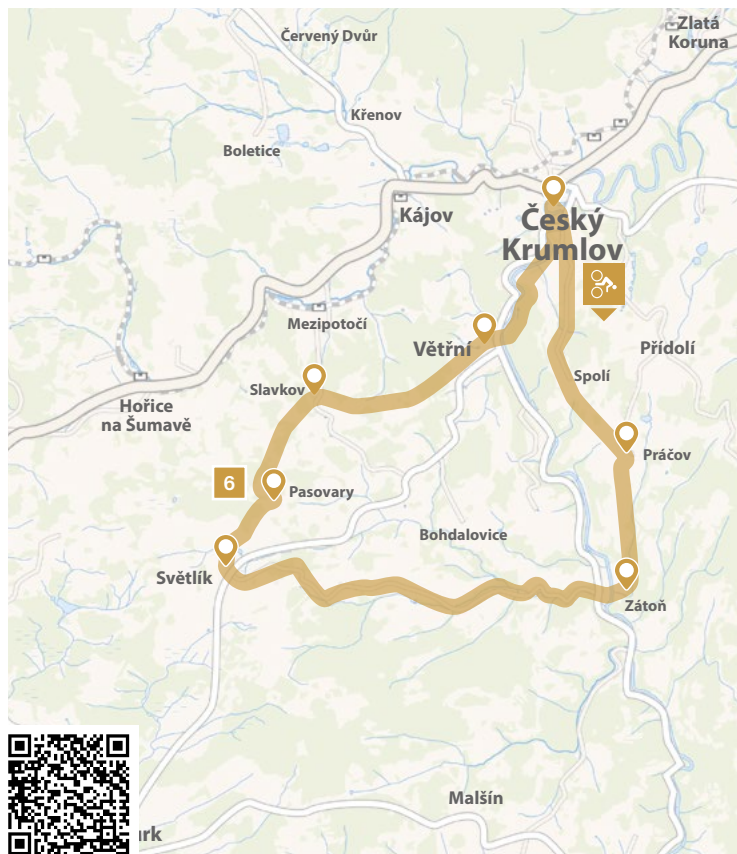 Zlatá
Koruna
Červený Dvůr
Křenov
Boletice
Kájov
Český
Krumlov
Mezipotočí
Větřní
Přídolí
Spolí
Slavkov
Hořice
na Šumavě
Práčov
6
Pasovary
Bohdalovice
Světlík
Zátoň
Malšín
urk